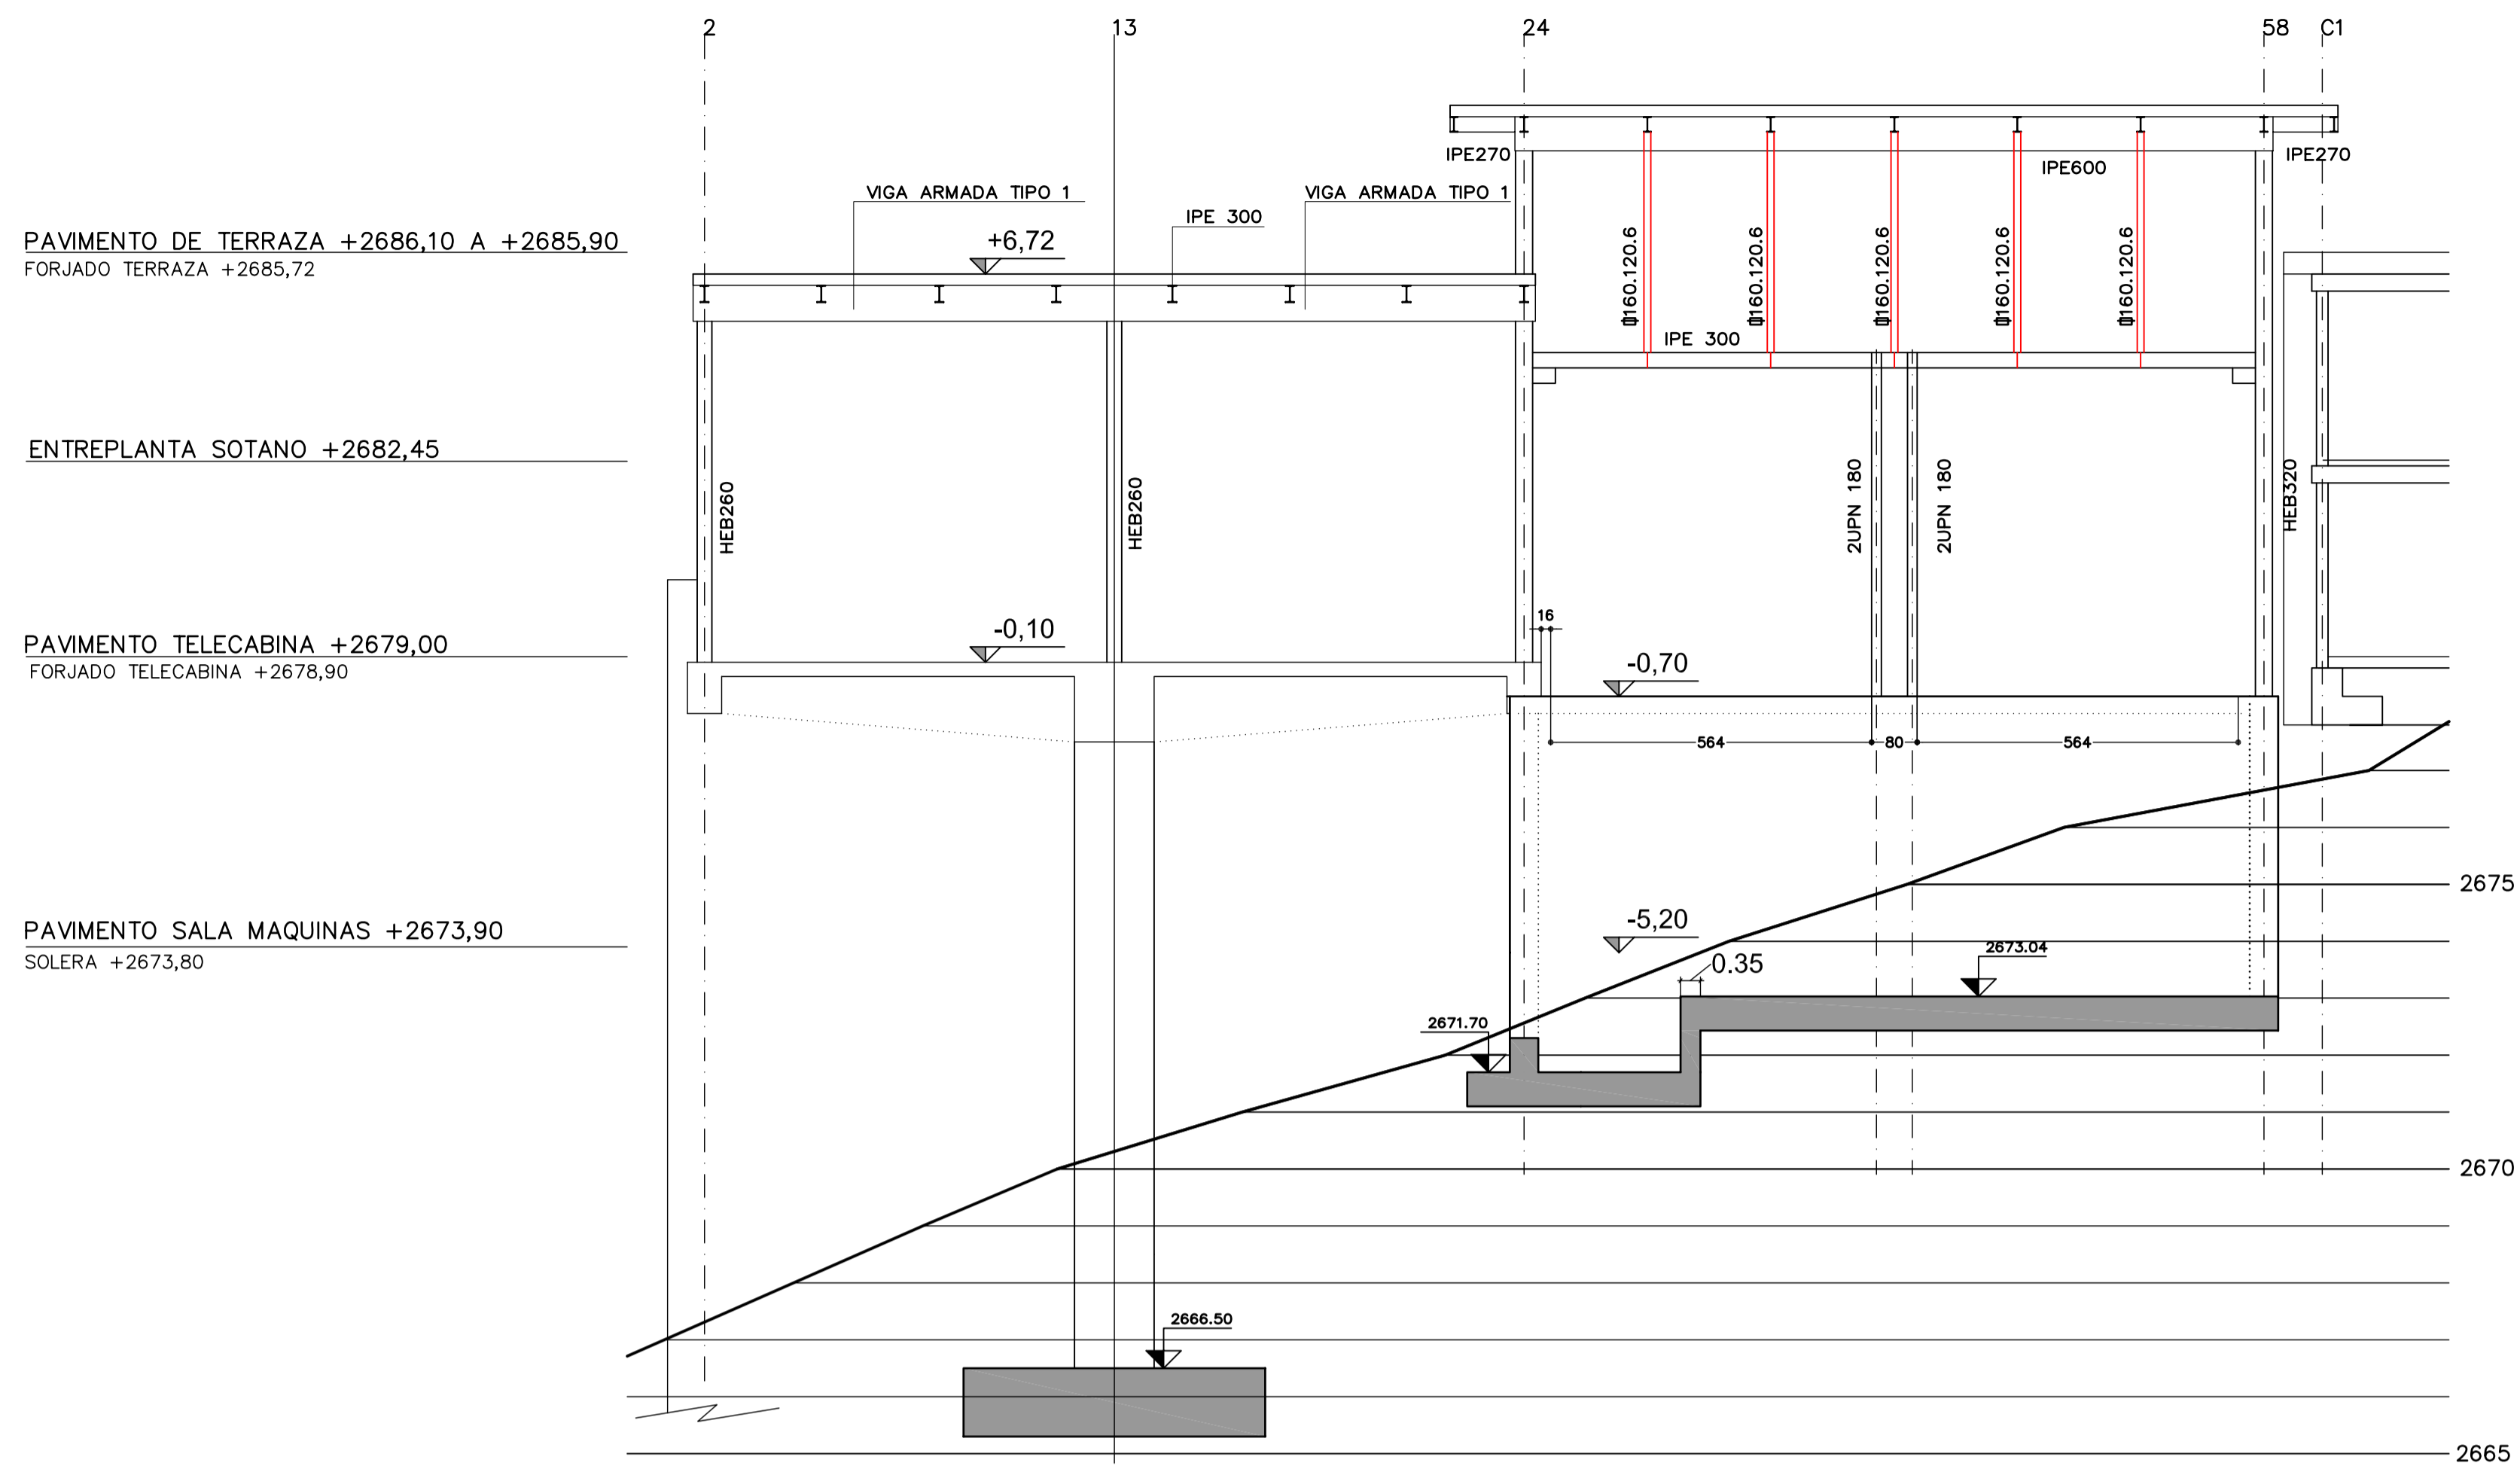 2
13
24
58
C1
IPE270
IPE270
IPE600
VIGA ARMADA TIPO 1
VIGA ARMADA TIPO 1
IPE 300
+6,72
PAVIMENTO DE TERRAZA +2686,10 A +2685,90
FORJADO TERRAZA +2685,72
160.120.6
160.120.6
160.120.6
160.120.6
160.120.6
IPE 300
ENTREPLANTA SOTANO +2682,45
HEB260
HEB260
2UPN 180
2UPN 180
HEB320
16
-0,10
-0,70
PAVIMENTO TELECABINA +2679,00
FORJADO TELECABINA +2678,90
564
80
564
2675
-5,20
PAVIMENTO SALA MAQUINAS +2673,90
SOLERA +2673,80
0.35
2673.04
2671.70
2670
2666.50
2665